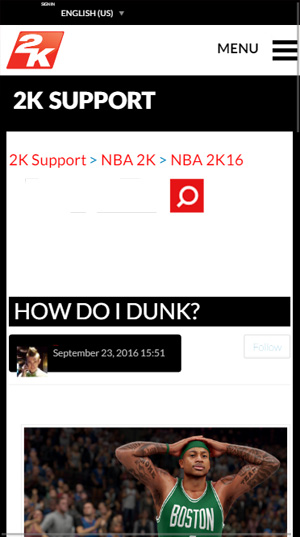 SIGN IN
ENGLISH (US)
2K
MENU
2K SUPPORT
2K Support > NBA 2K > NBA 2K16
HOW DO I DUNK?
September 23, 2016 15:51
Follow
BOSTON